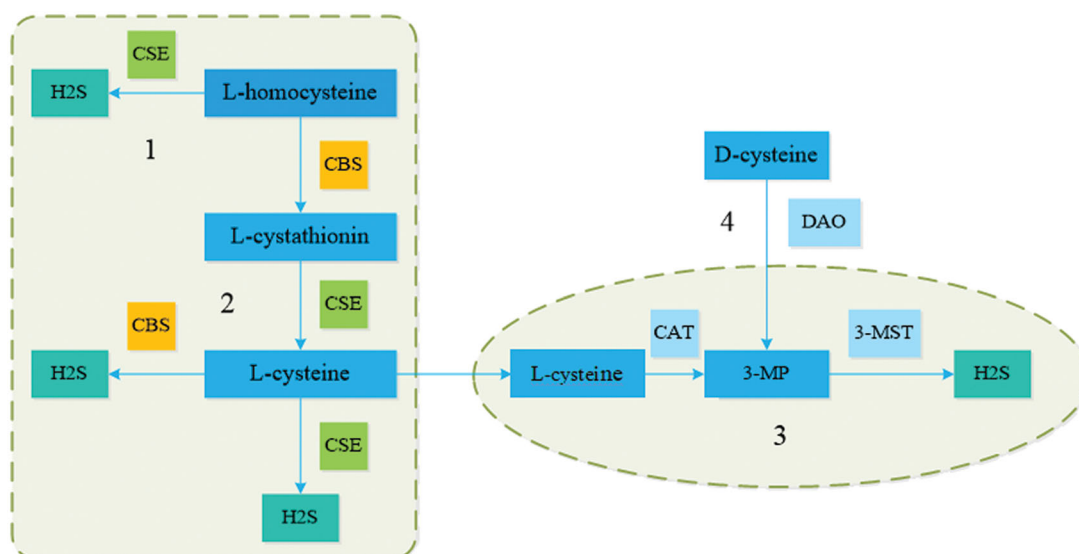 CSE
H2S
L-homocysteine
1
CBS
L-cystathionin
2
CSE
CBS
H2S
L-cysteine
CSE
H2S
D-cysteine
4
DAO
CAT
3-MST
L-cysteine
3-MP
H2S
3